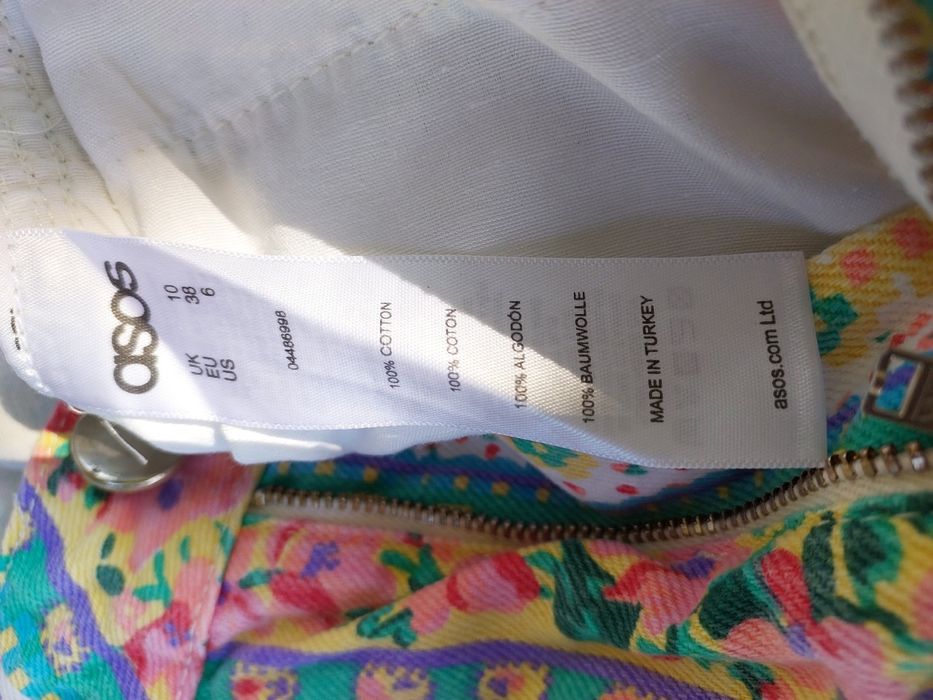 asos
UK 10
EU 38
US 6
04486998
100% COTTON
100% COTON
100% ALGODÓN
100% BAUMWOLLE
MADE IN TURKEY
asos.com Ltd